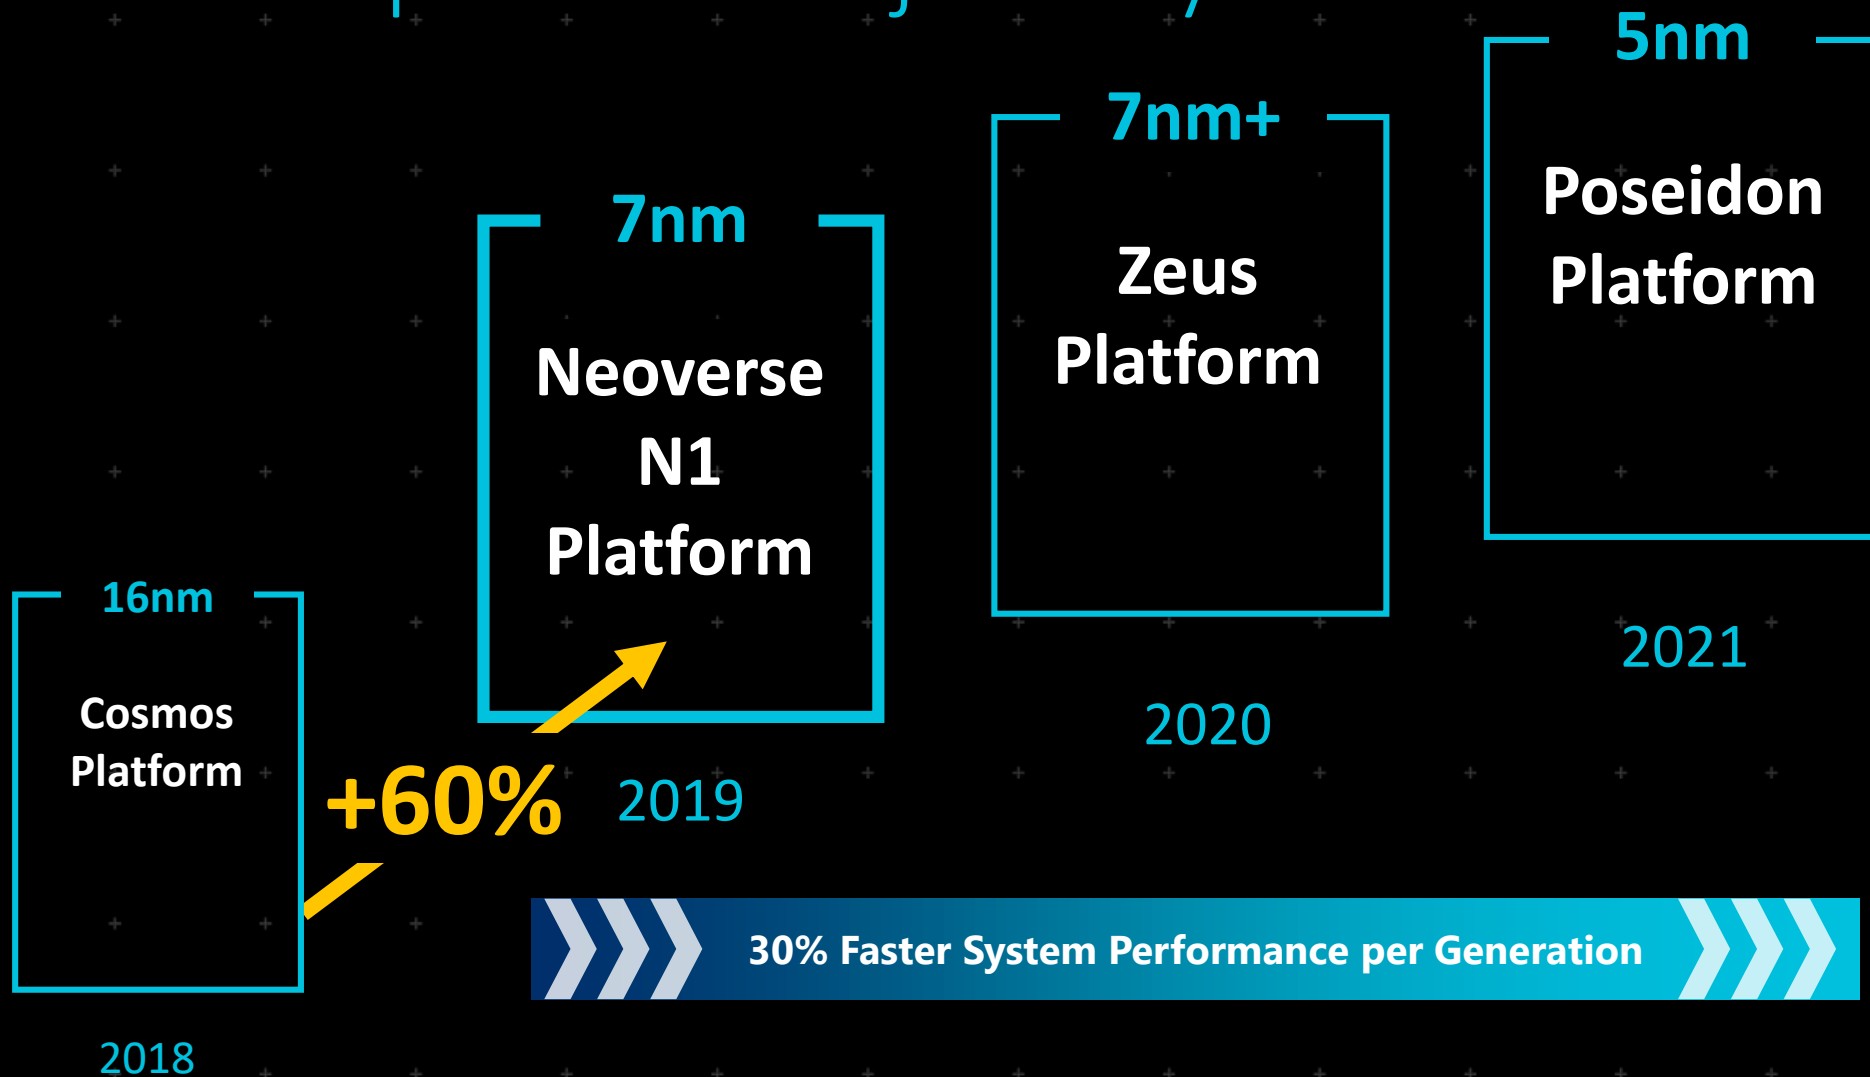 16nm
Cosmos
Platform
2018
+60%
7nm
Neoverse
N1
Platform
2019
7nm+
Zeus
Platform
2020
5nm
Poseidon
Platform
2021
30% Faster System Performance per Generation